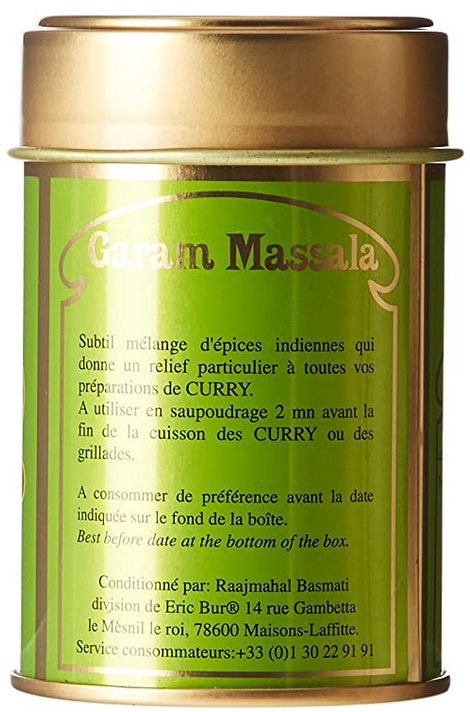 Garam Massala
Subtil mélange d'épices indiennes qui
donne un relief particulier à toutes vos
préparations de CURRY.
A utiliser en saupoudrage 2 mn avant la
fin de la cuisson des CURRY ou des
grillades.
A consommer de préférence avant la date
indiquée sur le fond de la boîte.
Best before date at the bottom of the box.
Conditionné par: Raajmahal Basmati
division de Eric Bur® 14 rue Gambetta
le Mesnil le roi, 78600 Maisons-Laffitte.
Service consommateurs:+33 (0)1 30 22 91 91